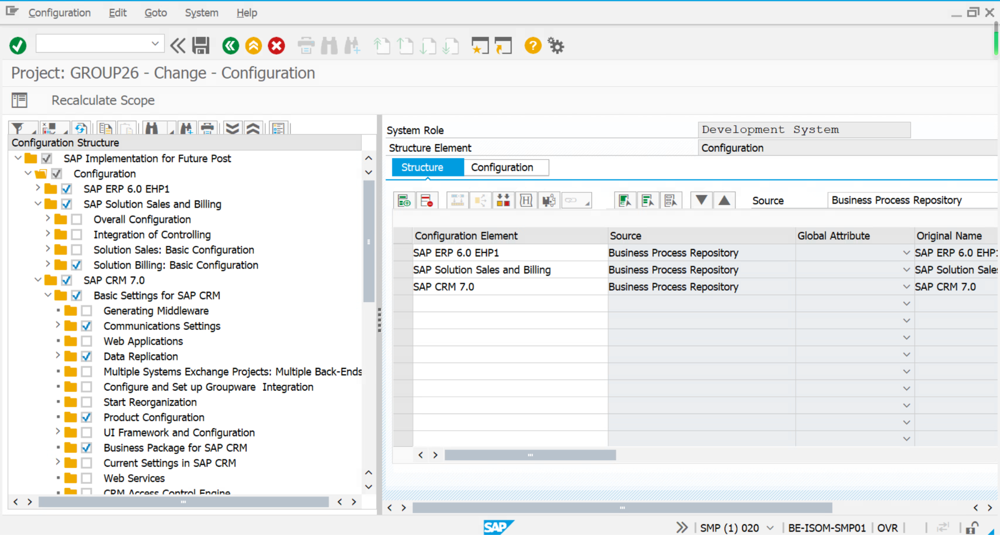 Configuration Edit Goto System Help
Project: GROUP26 - Change - Configuration
Recalculate Scope
Configuration Structure
SAP Implementation for Future Post
Configuration
SAP ERP 6.0 EHP1
SAP Solution Sales and Billing
Overall Configuration
Integration of Controlling
Solution Sales: Basic Configuration
Solution Billing: Basic Configuration
SAP CRM 7.0
Basic Settings for SAP CRM
Generating Middleware
Communications Settings
Web Applications
Data Replication
Multiple Systems Exchange Projects: Multiple Back-Ends
Configure and Set up Groupware Integration
Start Reorganization
Product Configuration
UI Framework and Configuration
Business Package for SAP CRM
Current Settings in SAP CRM
Web Services
CRM Access Control Engine
System Role Development System
Structure Element Configuration
Structure Configuration
Source Business Process Repository
Configuration Element Source Global Attribute Original Name
SAP ERP 6.0 EHP1 Business Process Repository SAP ERP 6.0 EHP1
SAP Solution Sales and Billing Business Process Repository SAP Solution Sales
SAP CRM 7.0 Business Process Repository SAP CRM 7.0
SAP SMP (1) 020 BE-ISOM-SMP01 OVR